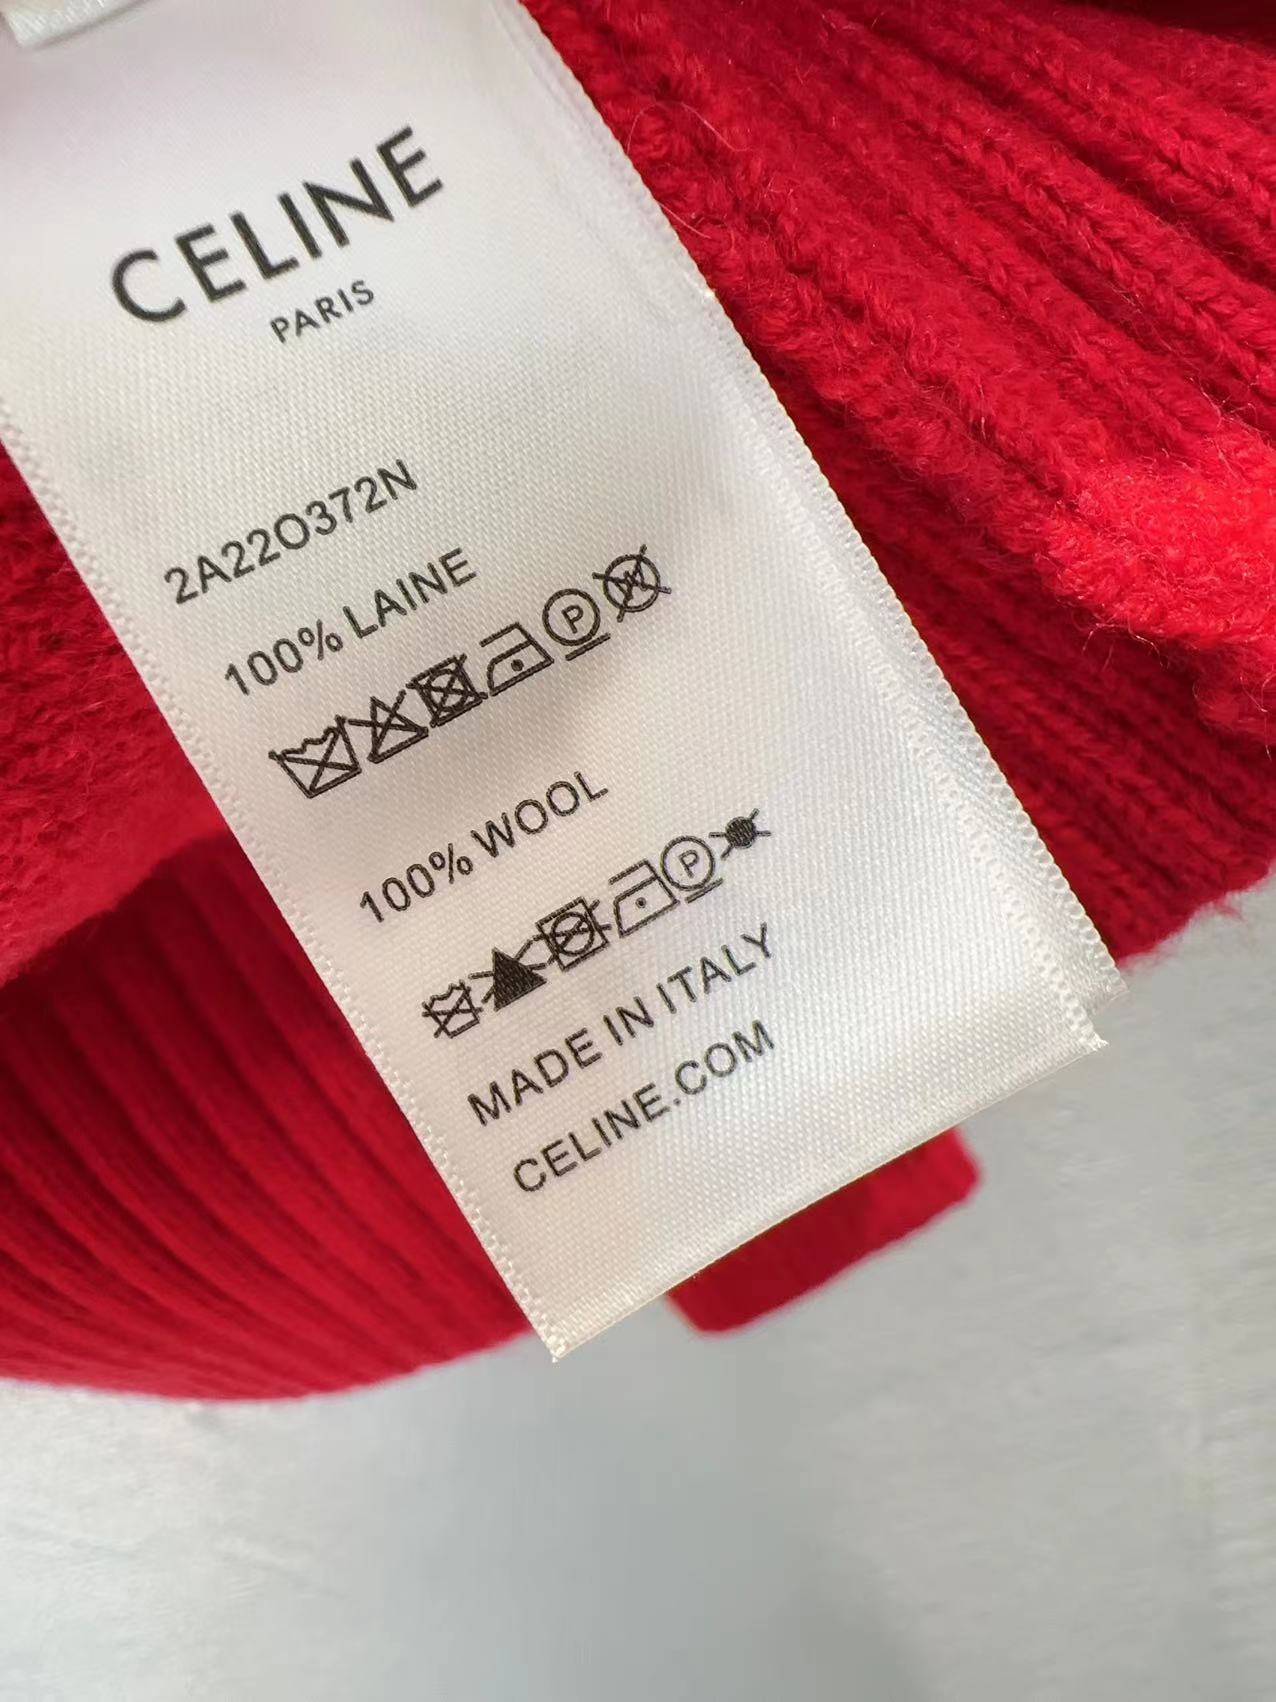 CELINE
PARIS
2A22O372N
100% LAINE
100% WOOL
MADE IN ITALY
CELINE.COM